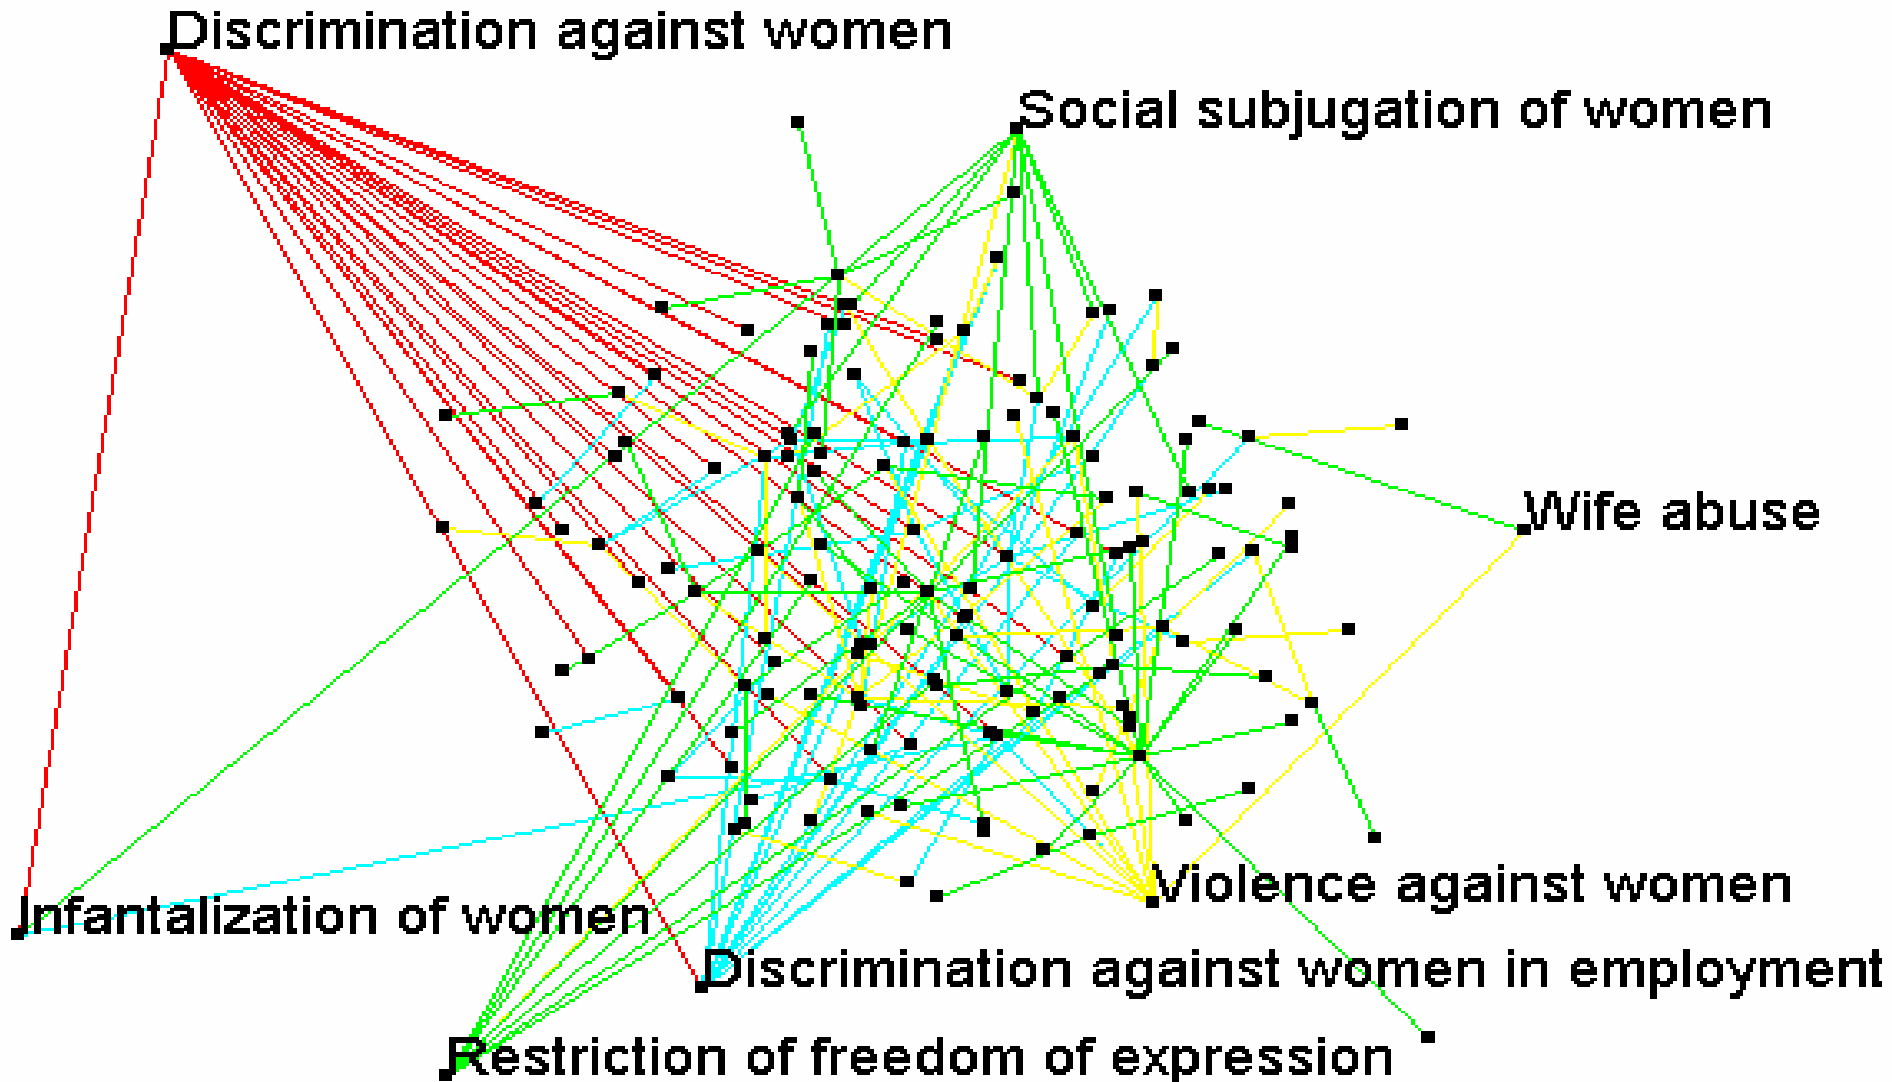 Discrimination against women
Social subjugation of women
Wife abuse
Violence against women
Infantalization of women
Discrimination against women in employment
Restriction of freedom of expression